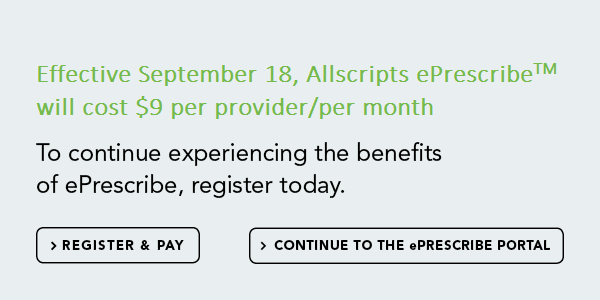 Effective September 18, Allscripts ePrescribe™
will cost $9 per provider/per month
To continue experiencing the benefits
of ePrescribe, register today.
› REGISTER & PAY
› CONTINUE TO THE ePRESCRIBE PORTAL